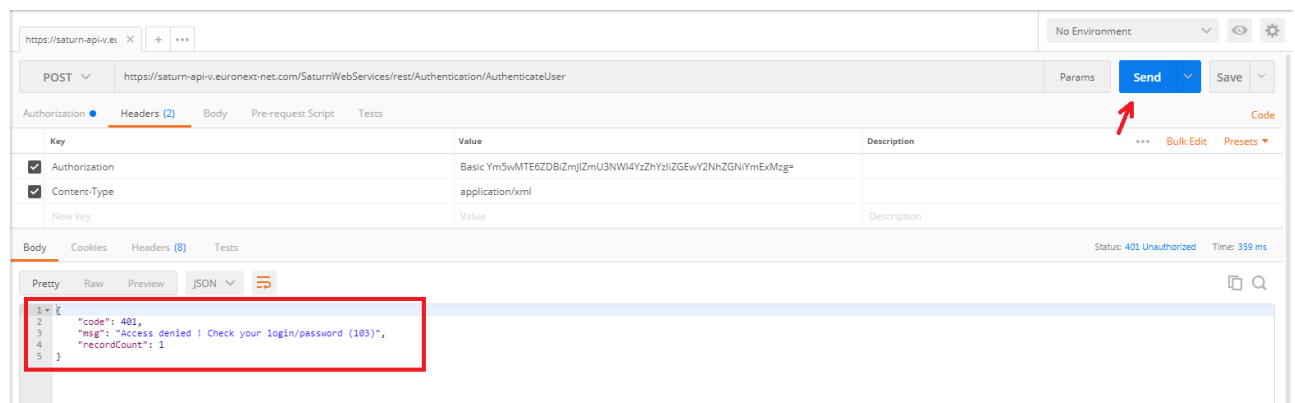 https://saturn-api-v.eu × + •••
No Environment
POST https://saturn-api-v.euronext-net.com/SaturnWebServices/rest/Authentication/AuthenticateUser Params Send Save
Authorization Headers (2) Body Pre-request Script Tests Code
Key Value Description ••• Bulk Edit Presets
Authorization Basic Ym5wMTE6ZDBiZmJlZmU3NWI4YzZhYzliZGEwY2NhZGNiYmExMzg=
Content-Type application/xml
New key Value Description
Body Cookies Headers (8) Tests Status: 401 Unauthorized Time: 359 ms
Pretty Raw Preview JSON
1 {
2 "code": 401,
3 "msg": "Access denied ! Check your login/password (103)",
4 "recordCount": 1
5 }